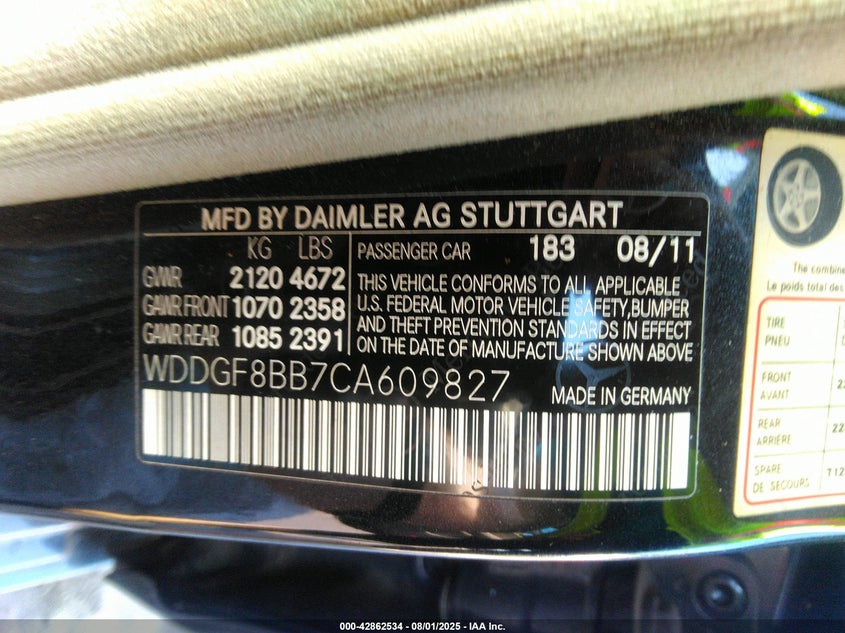 MFD BY DAIMLER AG STUTTGART
KG LBS
GVWR 2120 4672
GAWR FRONT 1070 2358
GAWR REAR 1085 2391
PASSENGER CAR 183 08/11
THIS VEHICLE CONFORMS TO ALL APPLICABLE
U.S. FEDERAL MOTOR VEHICLE SAFETY,BUMPER
AND THEFT PREVENTION STANDARDS IN EFFECT
ON THE DATE OF MANUFACTURE SHOWN ABOVE
WDDGF8BB7CA609827
MADE IN GERMANY
The combine
Le poids total des
TIRE
PNEU
FRONT
AVANT
REAR
ARRIÈRE
SPARE
DE SECOURS
000-42862534 - 08/01/2025 - IAA Inc.